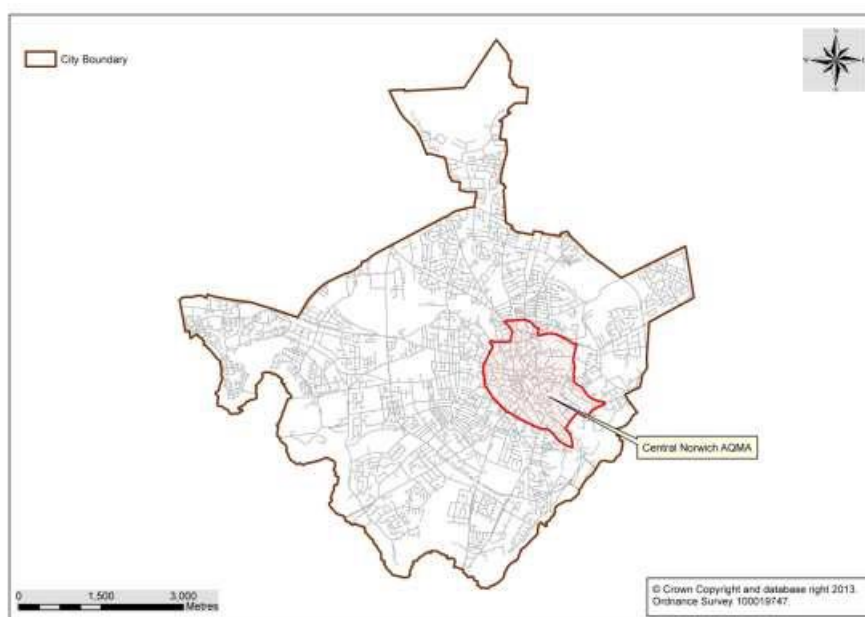 City Boundary
Central Norwich AQMA
0 1,500 3,000
Metres
© Crown Copyright and database right 2013.
Ordnance Survey 100019747.